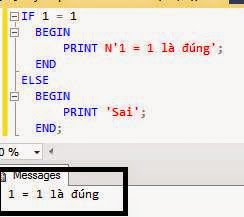 IF 1 = 1
BEGIN
PRINT N'1 = 1 là đúng';
END
ELSE
BEGIN
PRINT 'Sai';
END;
0 %
Messages
1 = 1 là đúng